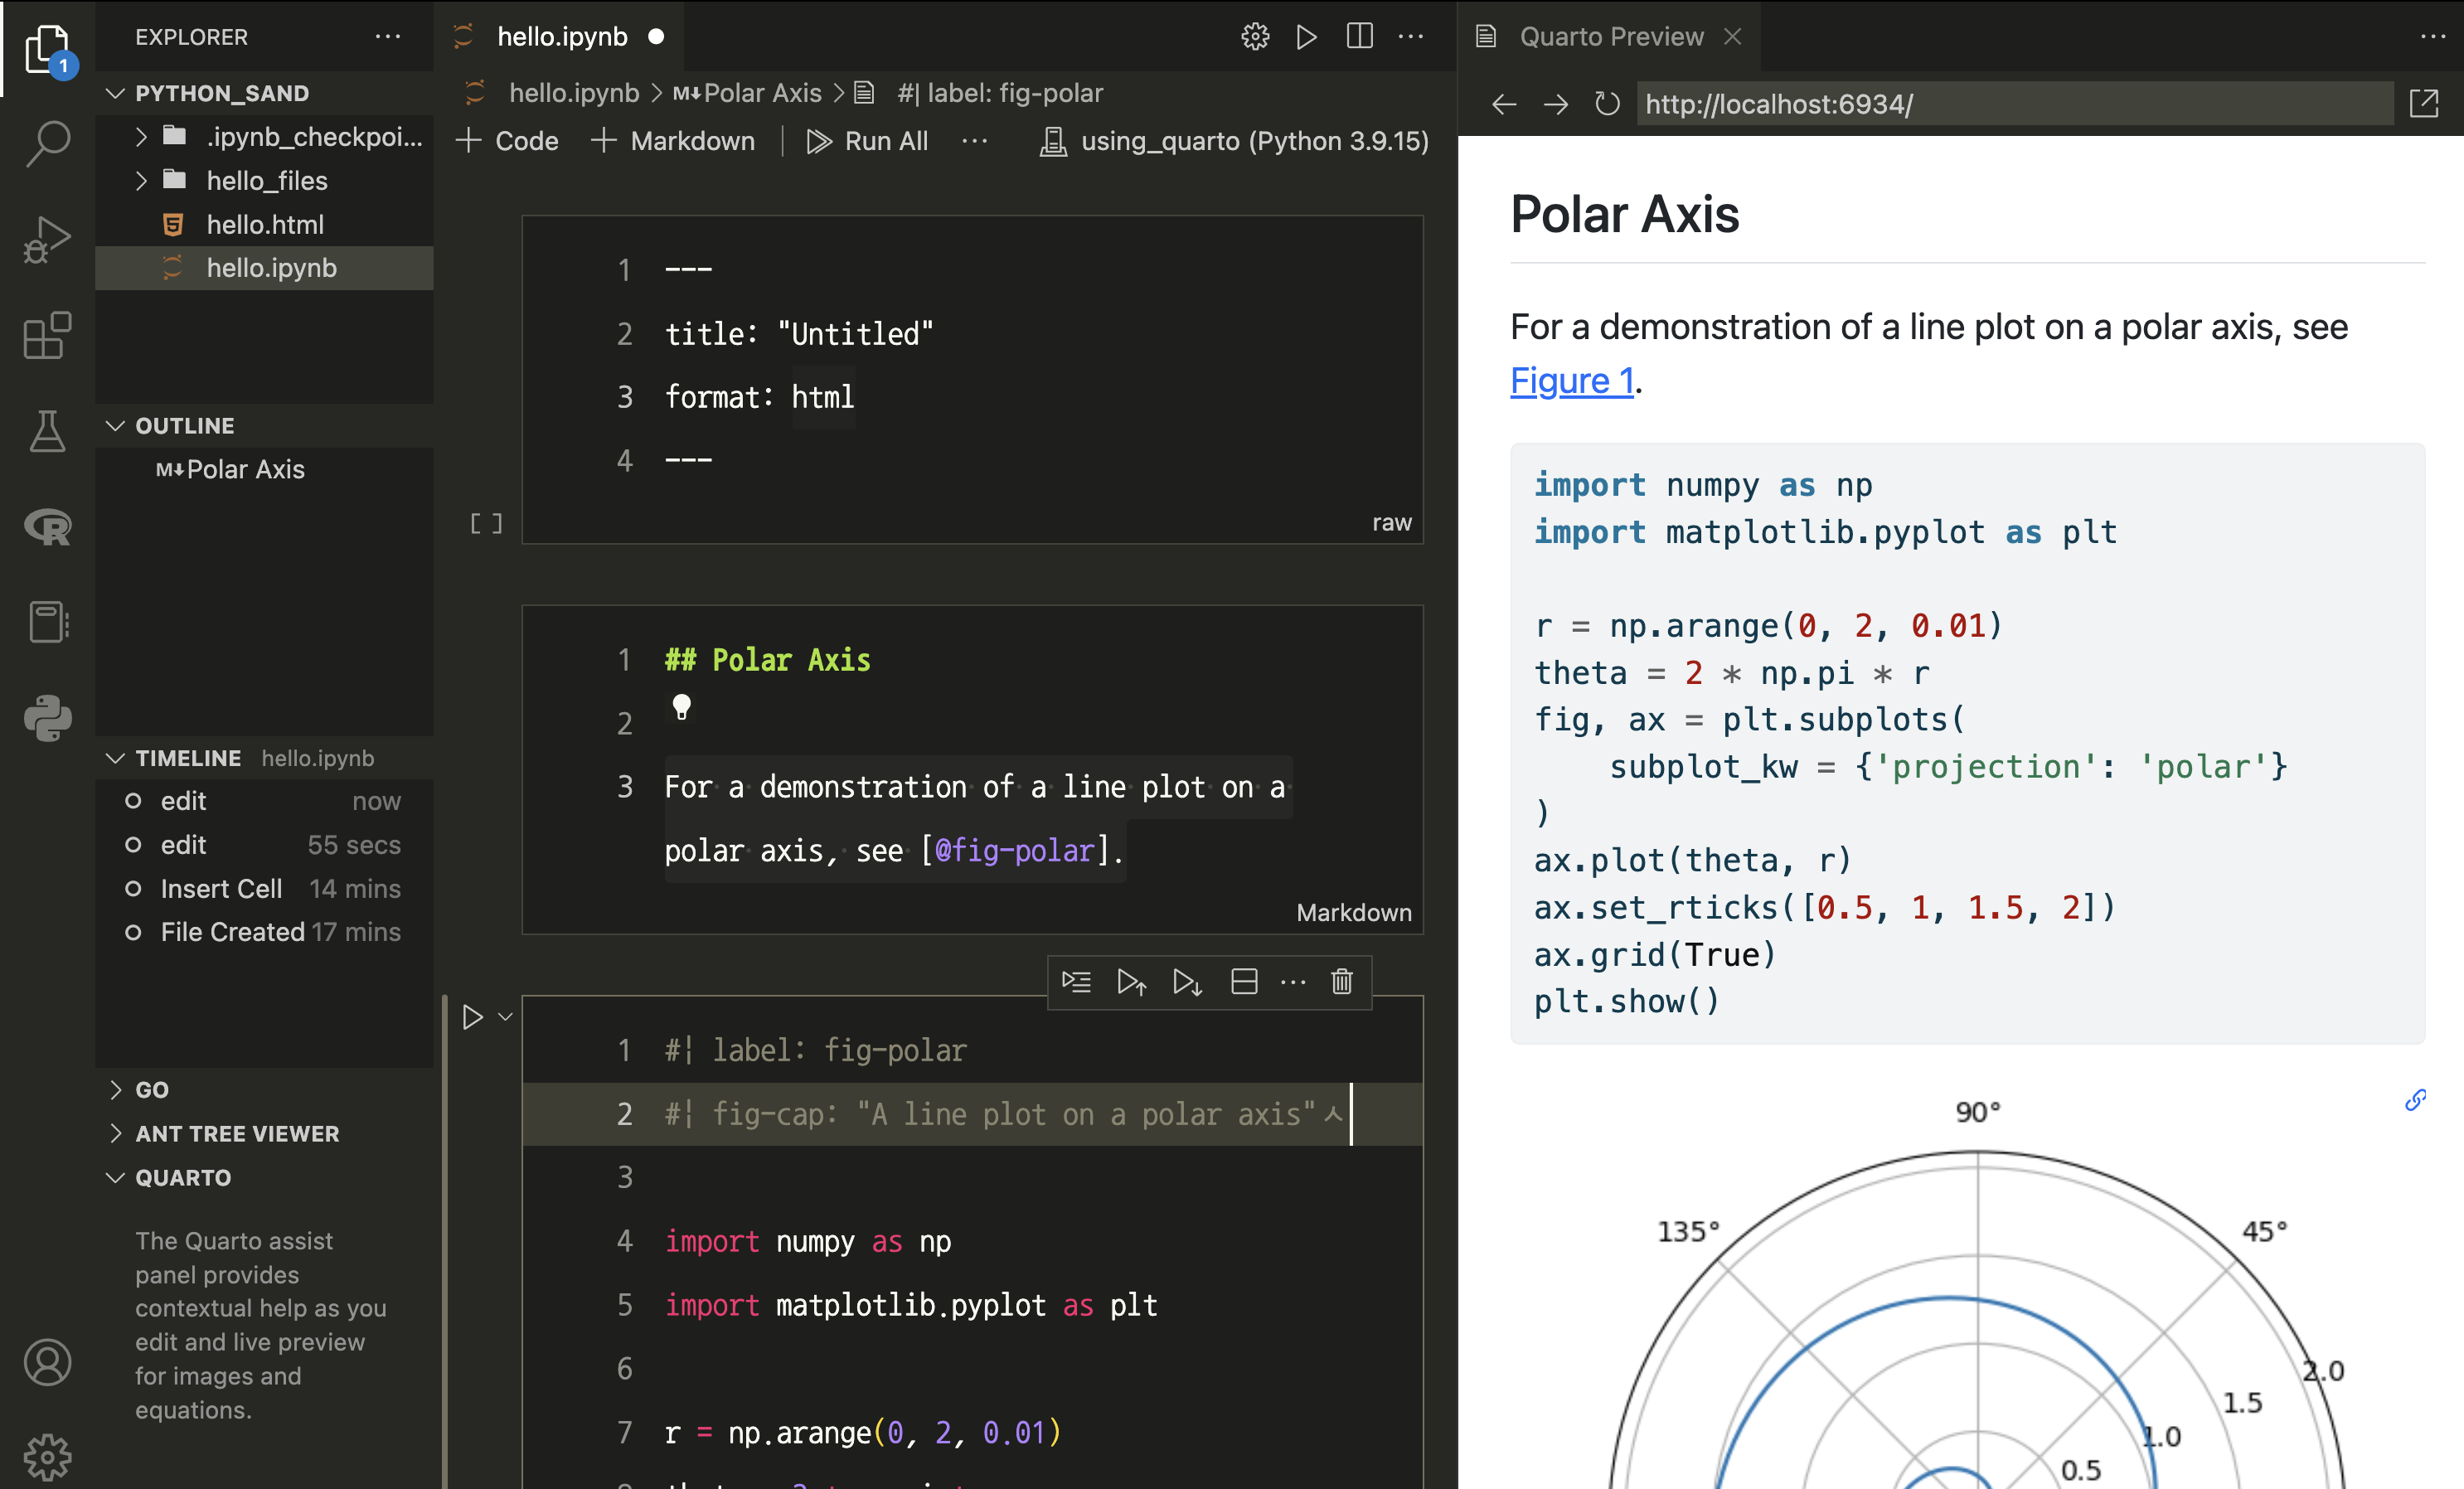 1
EXPLORER
PYTHON_SAND
.ipynb_checkpoi...
hello_files
hello.html
hello.ipynb
OUTLINE
M↓Polar Axis
TIMELINE hello.ipynb
edit now
edit 55 secs
Insert Cell 14 mins
File Created 17 mins
GO
ANT TREE VIEWER
QUARTO
The Quarto assist
panel provides
contextual help as you
edit and live preview
for images and
equations.
hello.ipynb
hello.ipynb > M↓Polar Axis > #| label: fig-polar
+ Code + Markdown | Run All ... using_quarto (Python 3.9.15)
1 ---
2 title: "Untitled"
3 format: html
4 ---
[ ]
raw
1 ## Polar Axis
2
3 For a demonstration of a line plot on a
polar axis, see [@fig-polar].
Markdown
1 #| label: fig-polar
2 #| fig-cap: "A line plot on a polar axis"ㅅ
3
4 import numpy as np
5 import matplotlib.pyplot as plt
6
7 r = np.arange(0, 2, 0.01)
Quarto Preview
http://localhost:6934/
Polar Axis
For a demonstration of a line plot on a polar axis, see
Figure 1.
import numpy as np
import matplotlib.pyplot as plt
r = np.arange(0, 2, 0.01)
theta = 2 * np.pi * r
fig, ax = plt.subplots(
    subplot_kw = {'projection': 'polar'}
)
ax.plot(theta, r)
ax.set_rticks([0.5, 1, 1.5, 2])
ax.grid(True)
plt.show()
90°
135°
45°
2.0
1.5
1.0
0.5